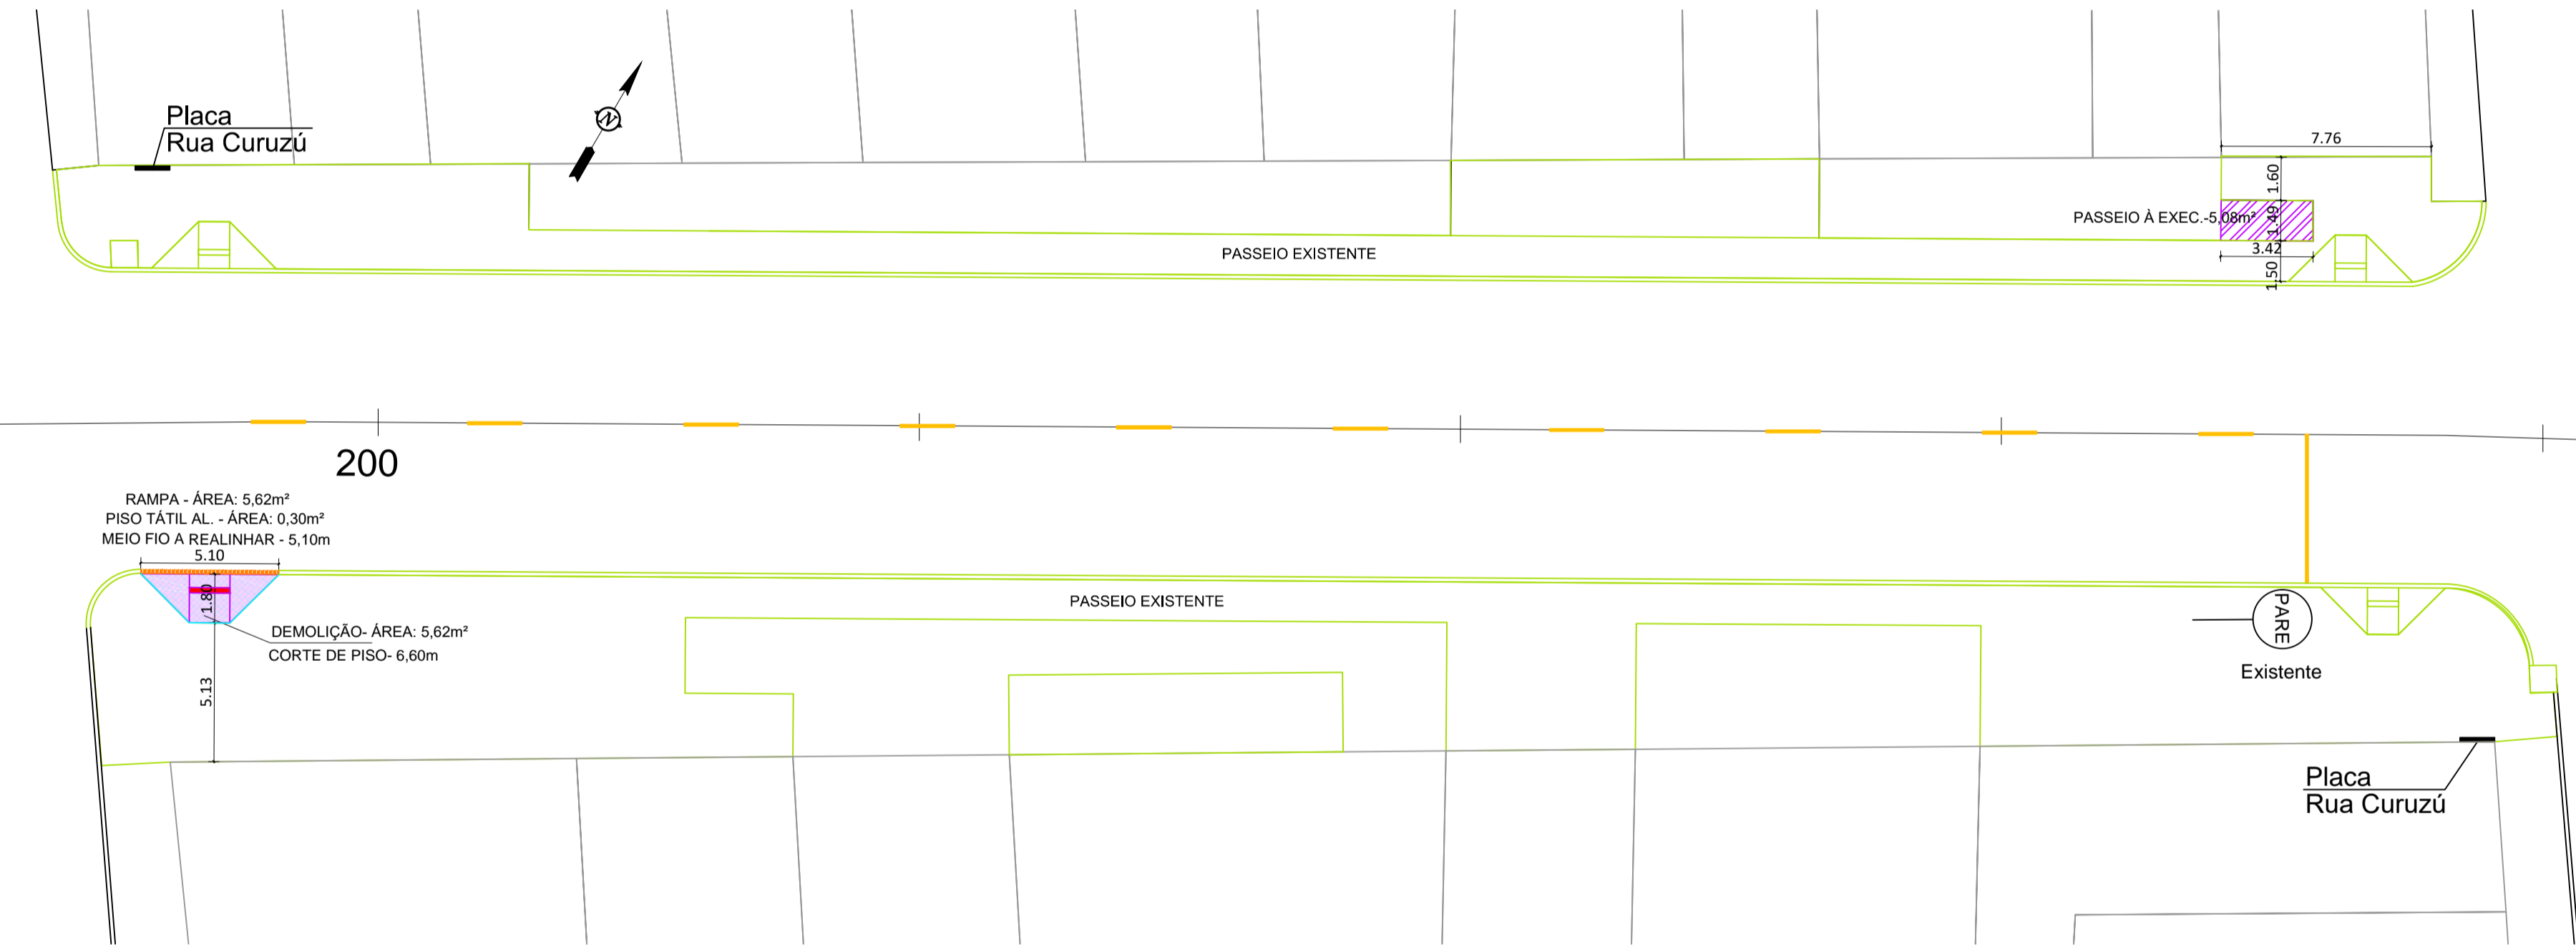 Placa
Rua Curuzú
N
7.76
1.60
PASSEIO À EXEC.-5,08m²
1.49
3.42
1.50
PASSEIO EXISTENTE
200
RAMPA - ÁREA: 5,62m²
PISO TÁTIL AL. - ÁREA: 0,30m²
MEIO FIO A REALINHAR - 5,10m
5.10
1.80
DEMOLIÇÃO- ÁREA: 5,62m²
CORTE DE PISO- 6,60m
5.13
PASSEIO EXISTENTE
PARE
Existente
Placa
Rua Curuzú